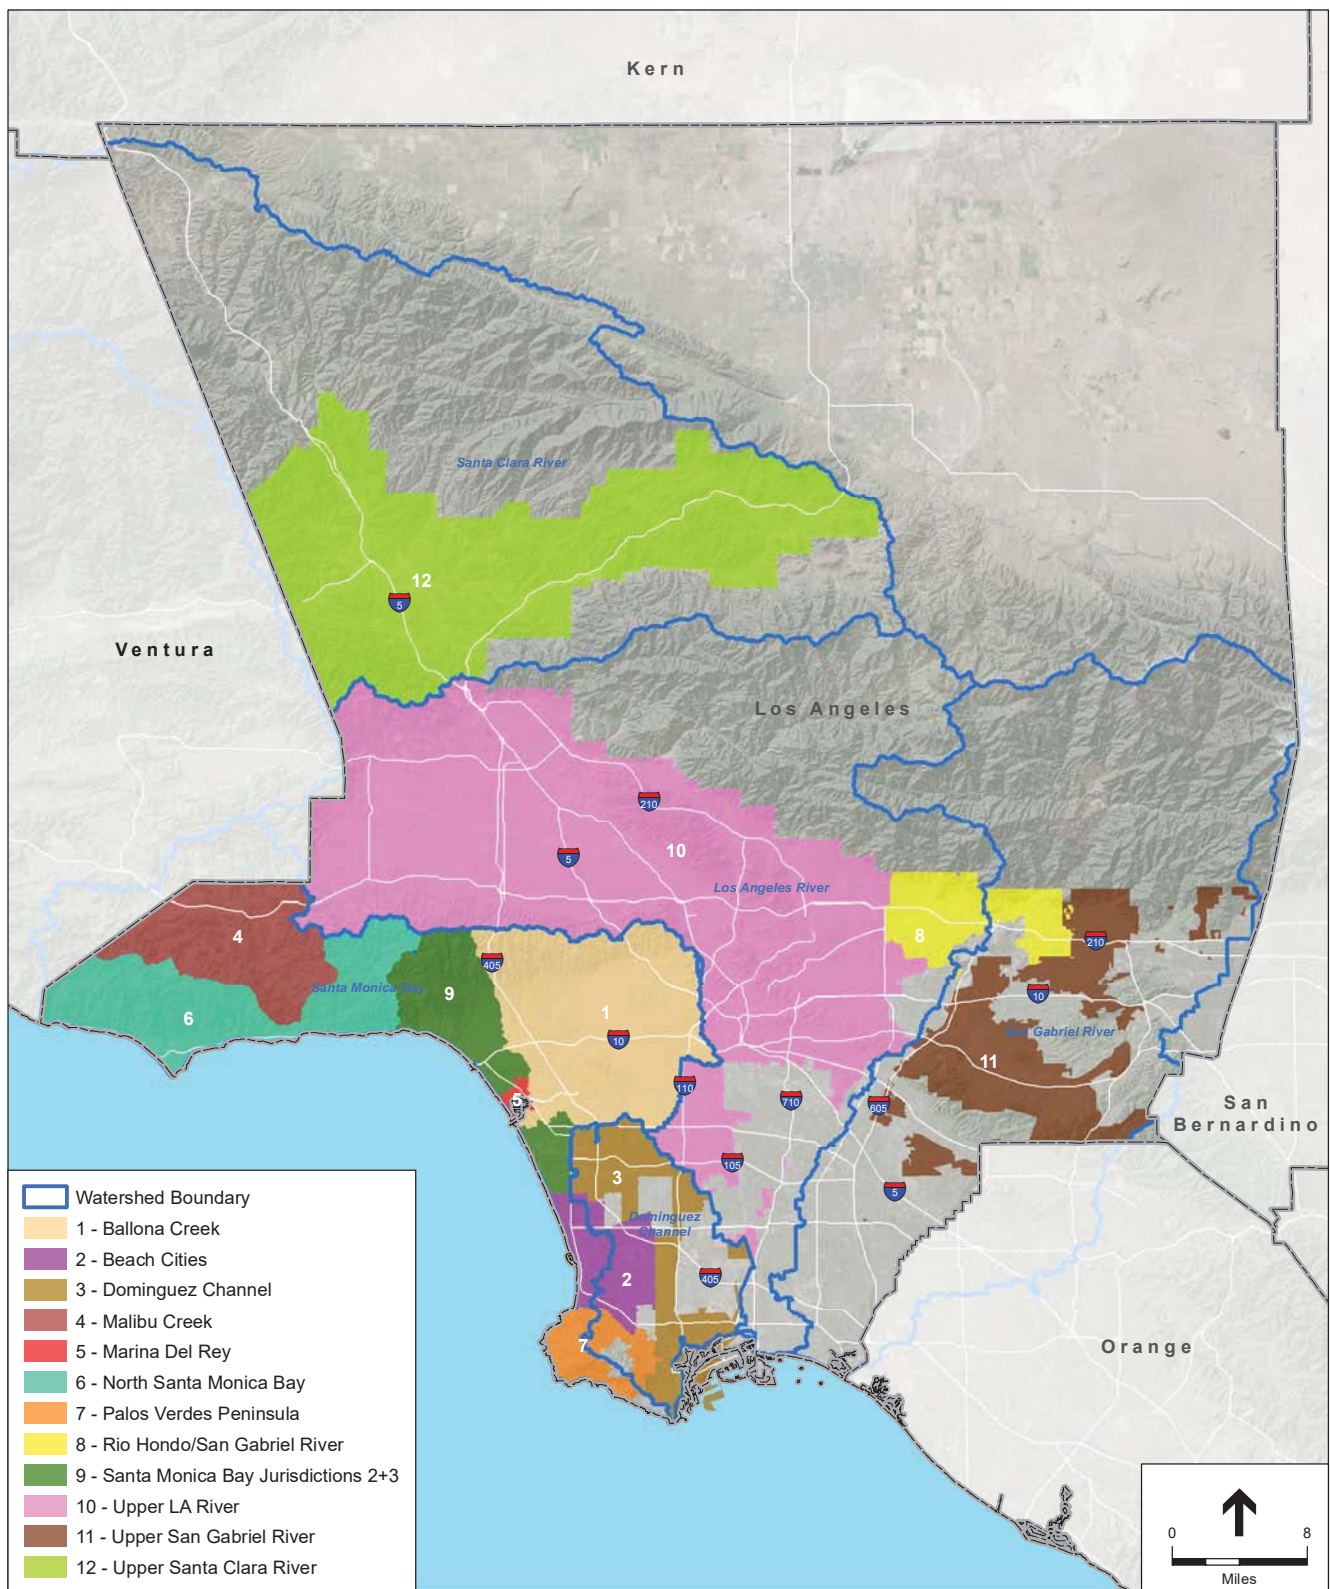 Kern
Santa Clara River
12
5
Ventura
Los Angeles
210
5
10
Los Angeles River
4
8
210
405
9
Santa Monica Bay
10
6
1
10
San Gabriel River
11
5
110
710
605
San
Bernardino
105
3
5
Dominguez
Channel
2
405
7
Orange
Watershed Boundary
1 - Ballona Creek
2 - Beach Cities
3 - Dominguez Channel
4 - Malibu Creek
5 - Marina Del Rey
6 - North Santa Monica Bay
7 - Palos Verdes Peninsula
8 - Rio Hondo/San Gabriel River
9 - Santa Monica Bay Jurisdictions 2+3
10 - Upper LA River
11 - Upper San Gabriel River
12 - Upper Santa Clara River
0 8
Miles